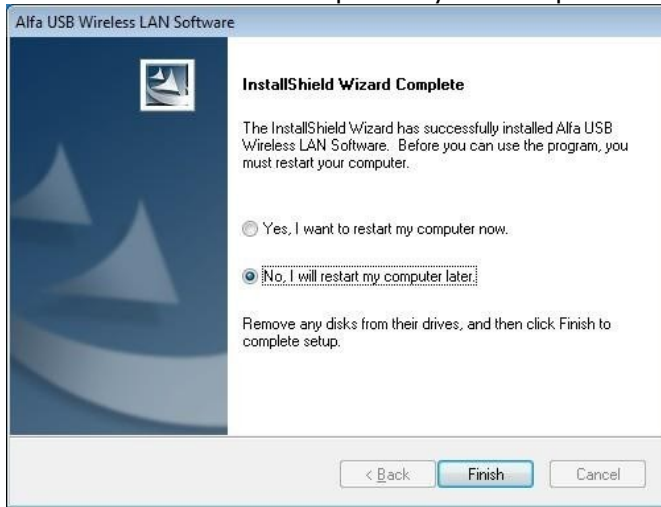 Alfa USB Wireless LAN Software
InstallShield Wizard Complete
The InstallShield Wizard has successfully installed Alfa USB
Wireless LAN Software. Before you can use the program, you
must restart your computer.
Yes, I want to restart my computer now.
No, I will restart my computer later.
Remove any disks from their drives, and then click Finish to
complete setup.
< Back Finish Cancel